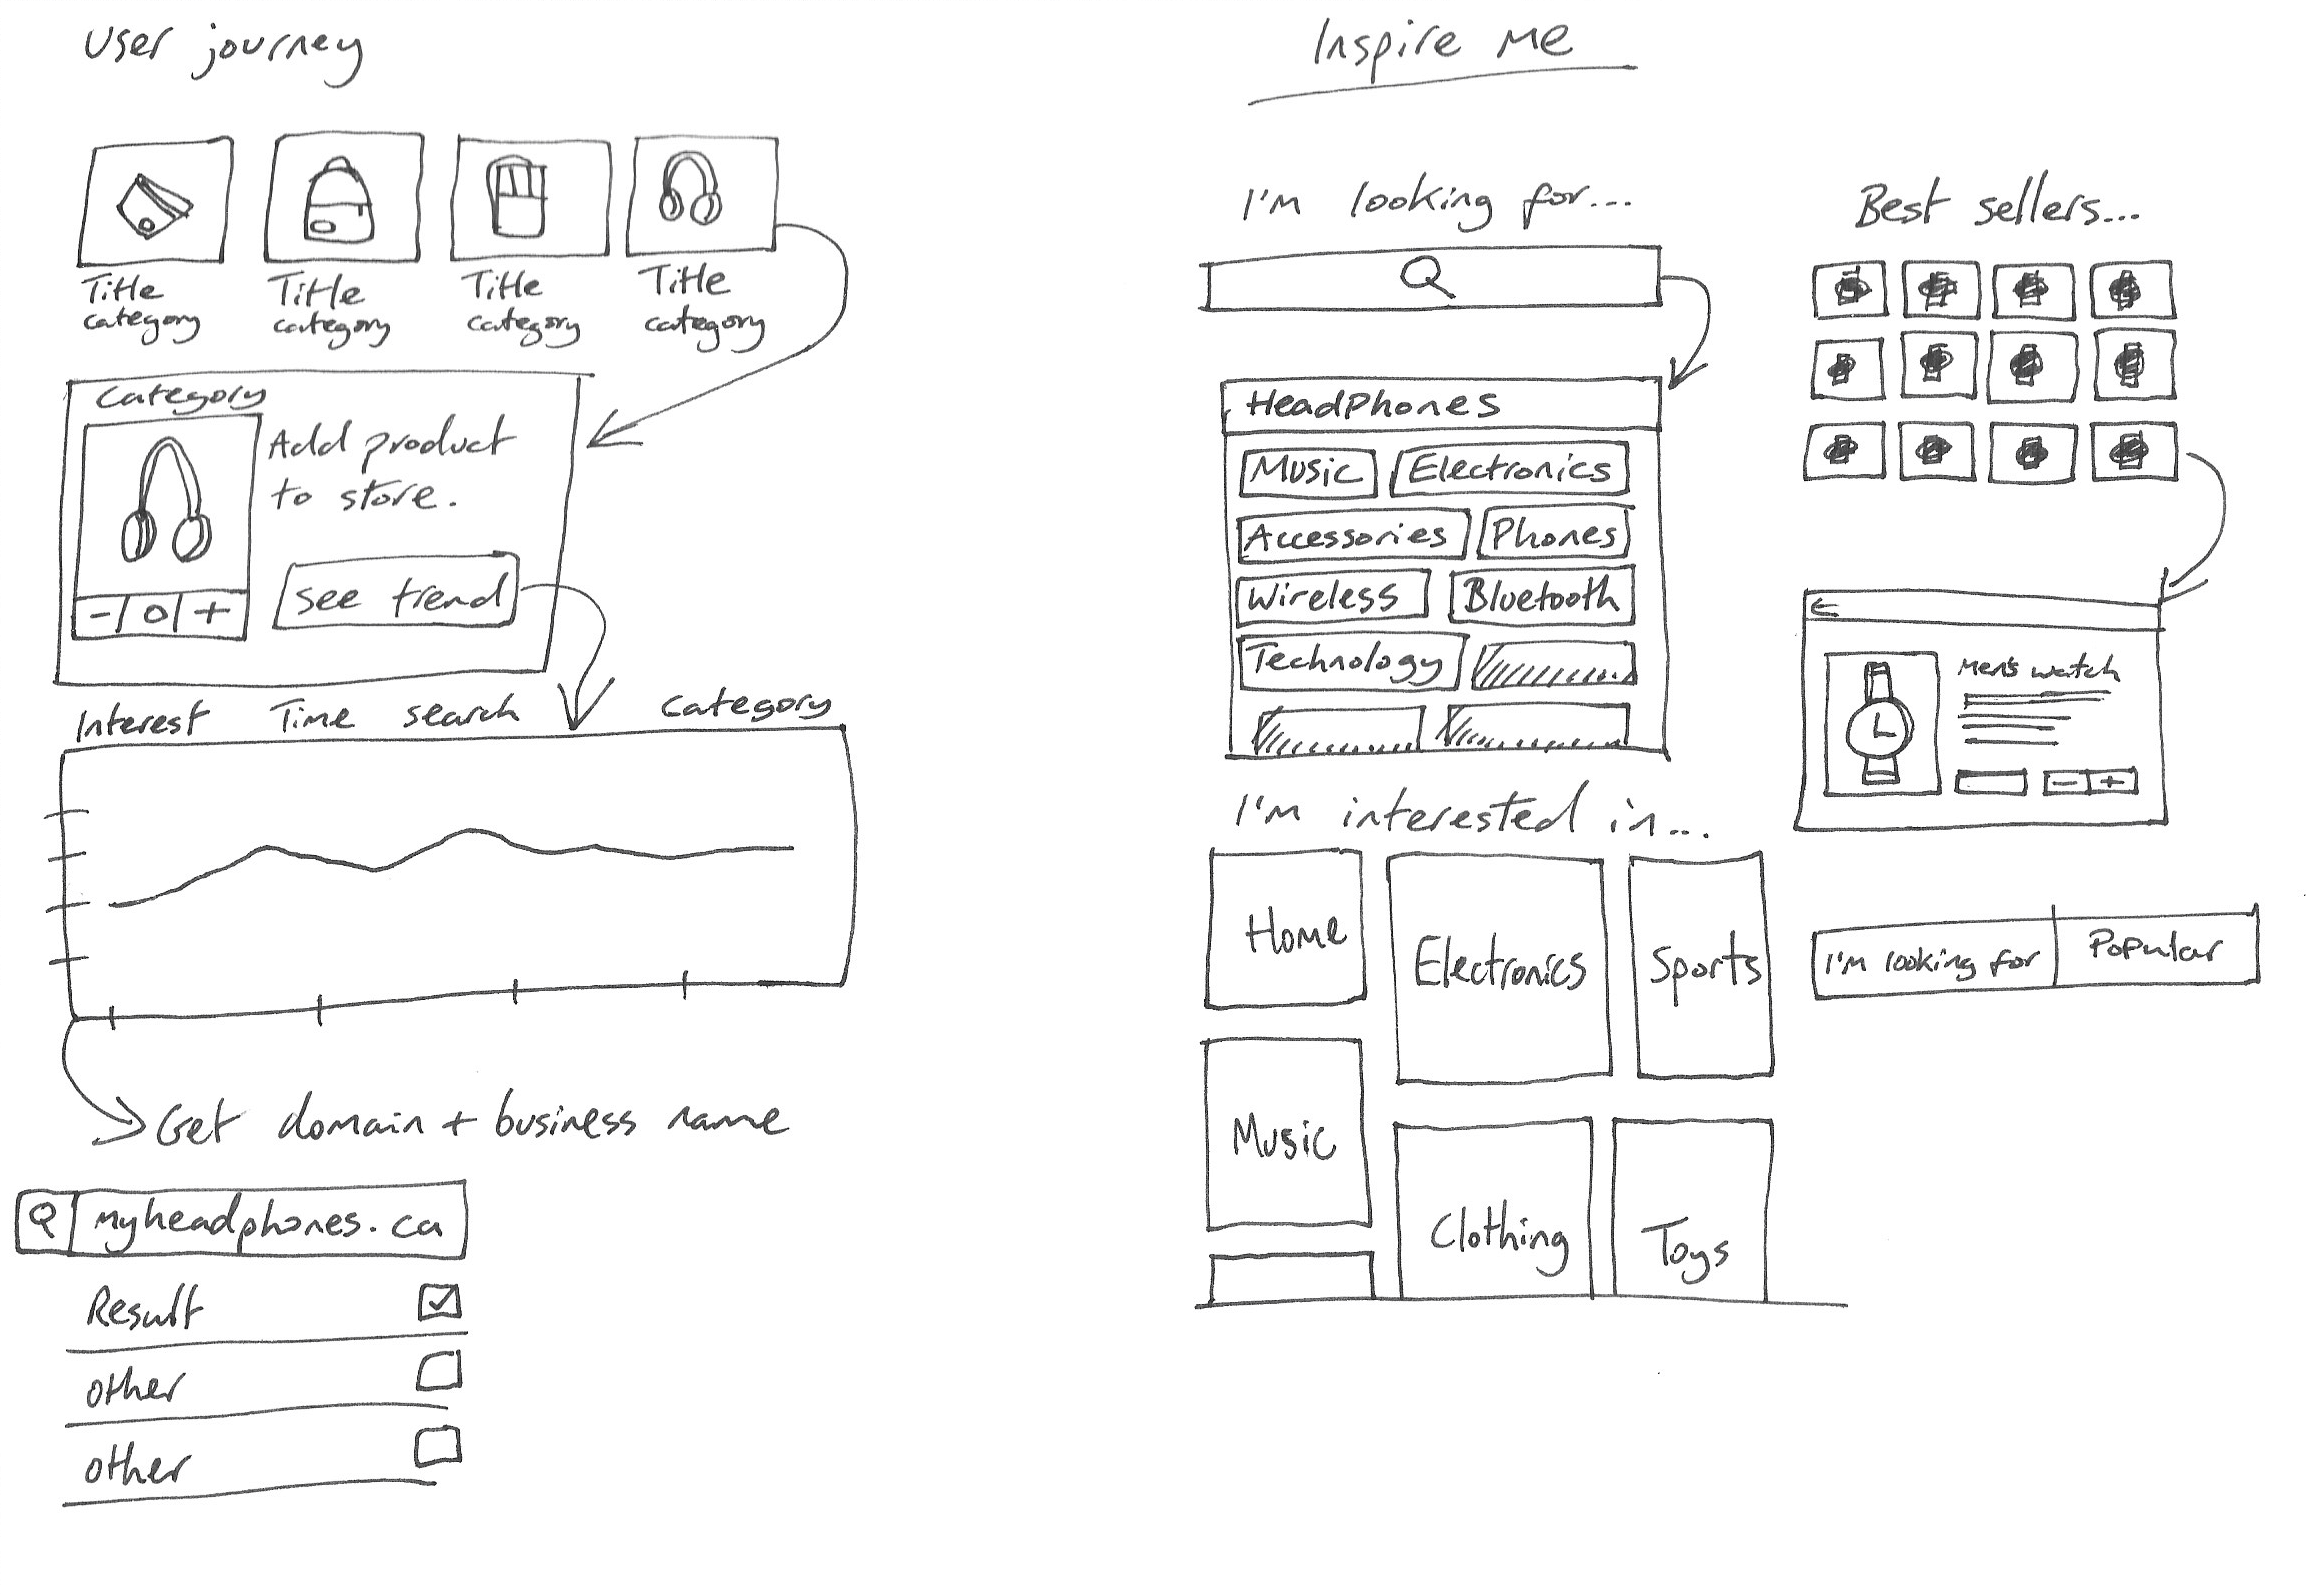 User journey
Title
category
Title
category
Title
category
Title
category
Category
Add product
to store.
- 0 +
see trend
Interest Time search category
Get domain + business name
myheadphones.ca
Result
other
other
Inspire Me
I'm looking for...
Headphones
Music Electronics
Accessories Phones
Wireless Bluetooth
Technology
I'm interested in...
Home
Electronics
Sports
Music
Clothing
Toys
Best sellers...
Men's watch
- +
I'm looking for Popular